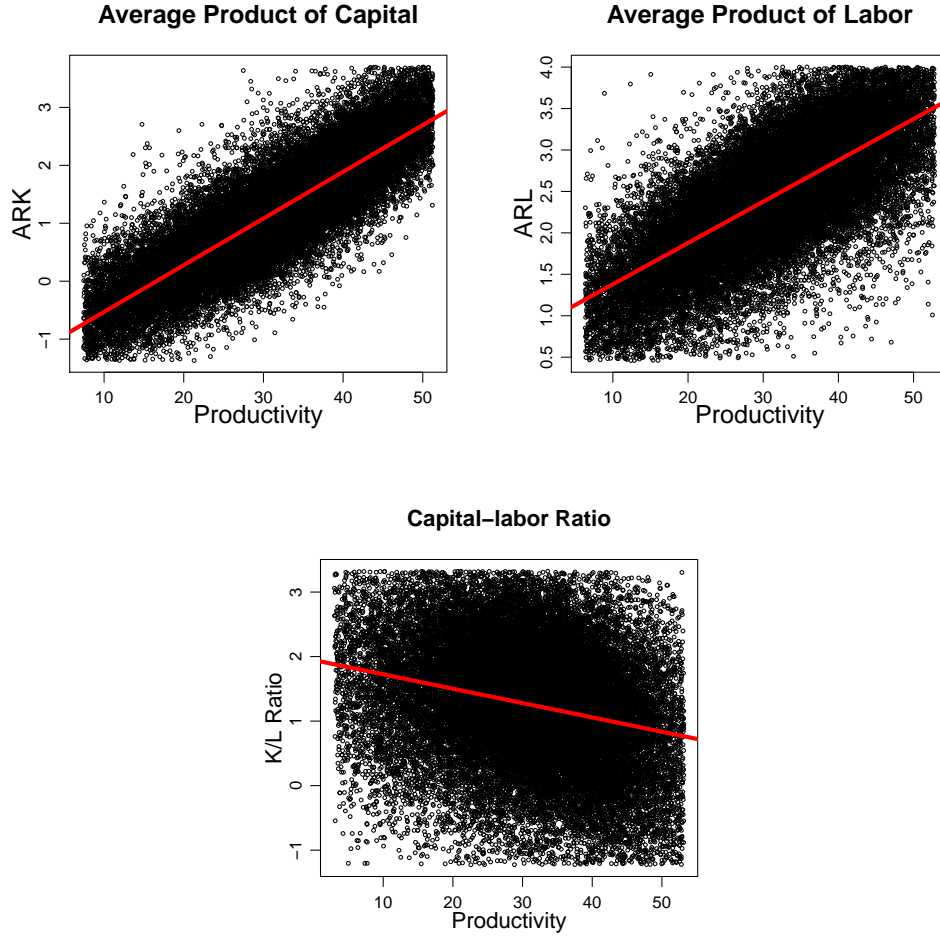 Average Product of Capital
ARK
3
2
1
0
−1
10 20 30 40 50
Productivity
Average Product of Labor
ARL
4.0
3.5
3.0
2.5
2.0
1.5
1.0
0.5
10 20 30 40 50
Productivity
Capital−labor Ratio
K/L Ratio
3
2
1
0
−1
10 20 30 40 50
Productivity